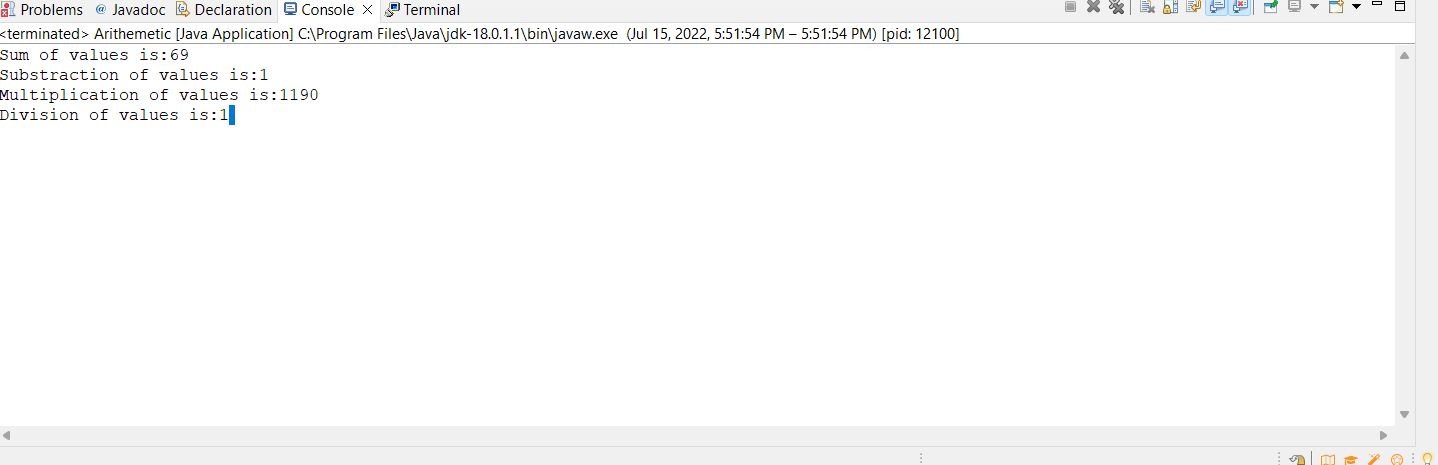 Problems @ Javadoc Declaration Console Terminal
<terminated> Arithemetic [Java Application] C:\Program Files\Java\jdk-18.0.1.1\bin\javaw.exe (Jul 15, 2022, 5:51:54 PM – 5:51:54 PM) [pid: 12100]
Sum of values is:69
Substraction of values is:1
Multiplication of values is:1190
Division of values is:1